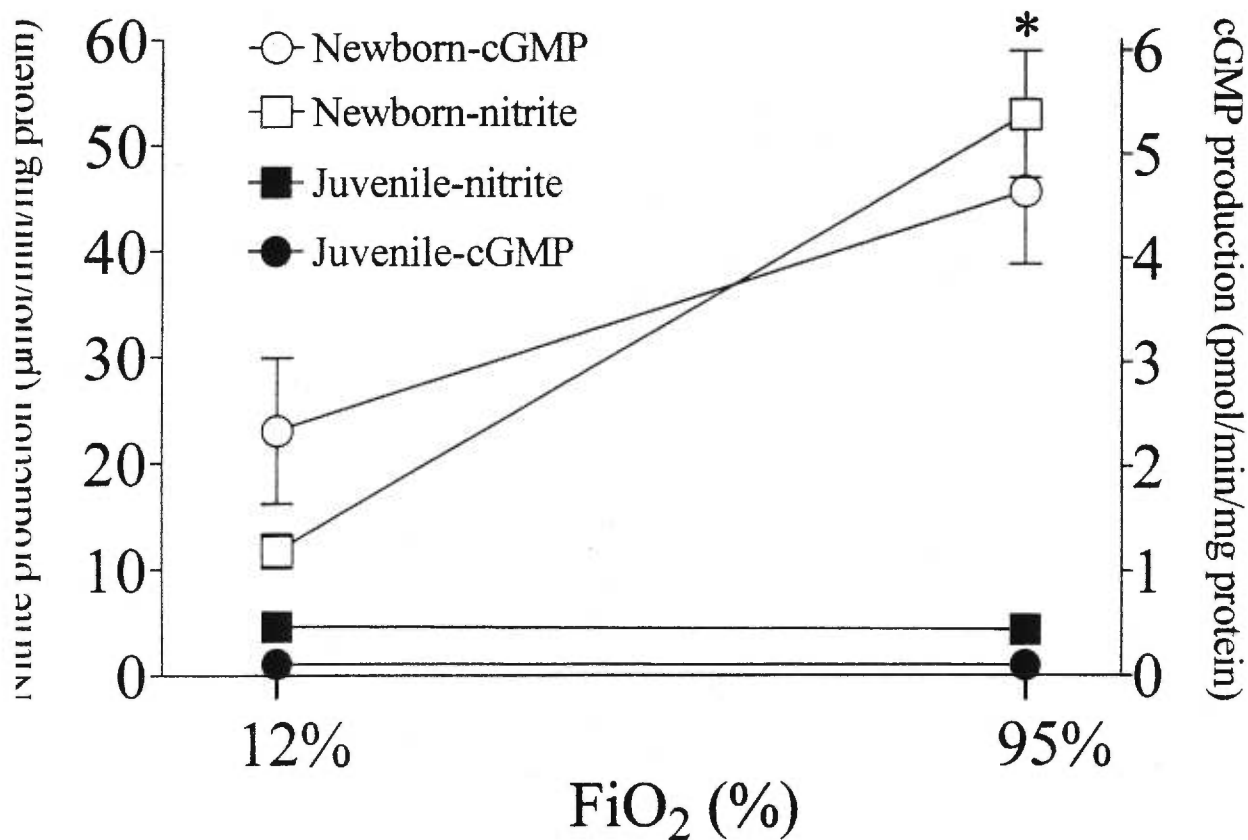 60
50
40
30
20
10
0
Newborn-cGMP
Newborn-nitrite
Juvenile-nitrite
Juvenile-cGMP
*
6
5
4
3
2
1
0
cGMP production (pmol/min/mg protein)
12%
95%
FiO₂ (%)